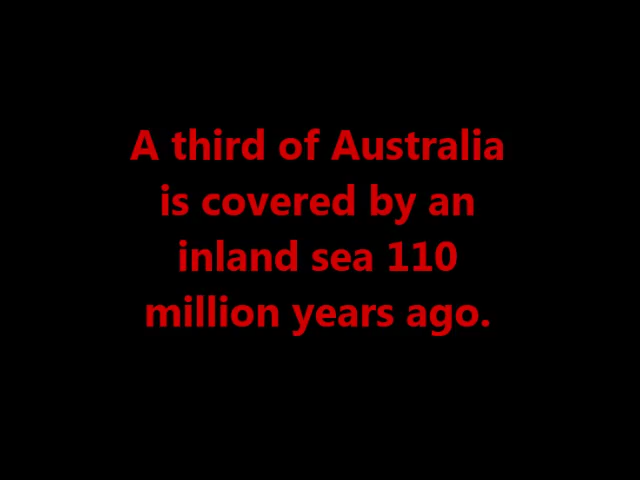 A third of Australia
is covered by an
inland sea 110
million years ago.